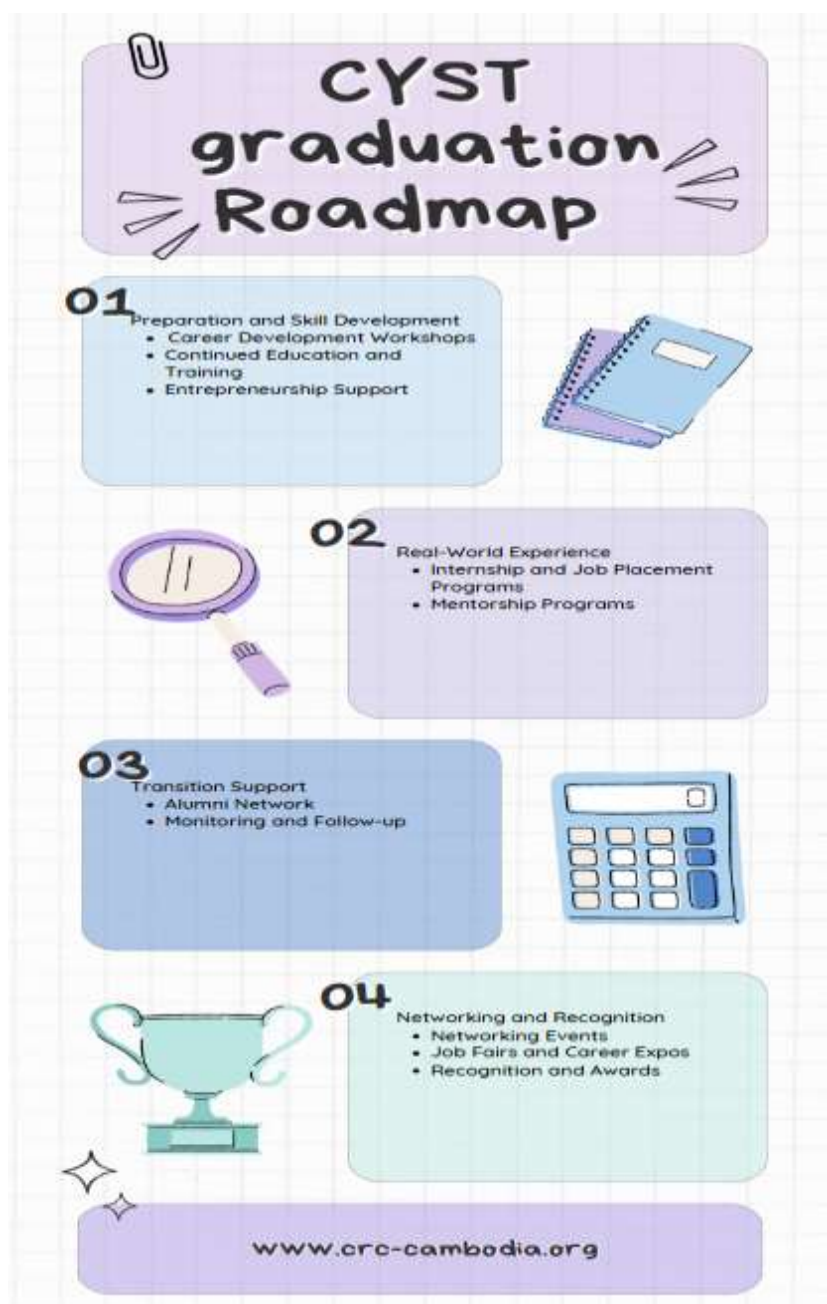 CYST
graduation
Roadmap
01
Preparation and Skill Development
• Career Development Workshops
• Continued Education and
Training
• Entrepreneurship Support
02
Real-World Experience
• Internship and Job Placement
Programs
• Mentorship Programs
03
Transition Support
• Alumni Network
• Monitoring and Follow-up
04
Networking and Recognition
• Networking Events
• Job Fairs and Career Expos
• Recognition and Awards
www.crc-cambodia.org